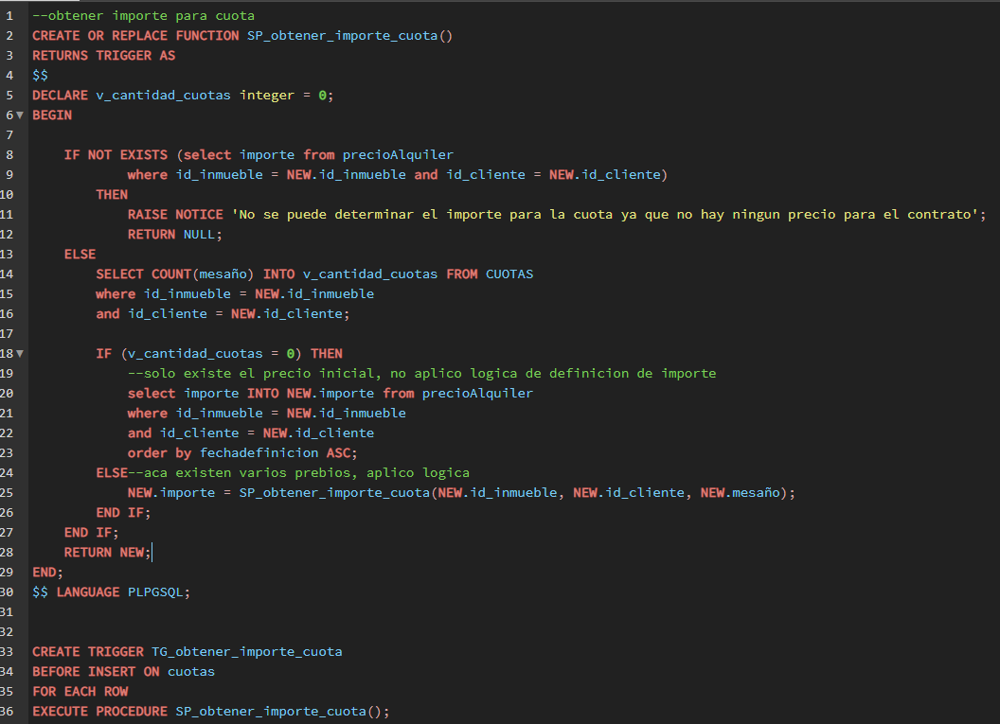 1 --obtener importe para cuota
2 CREATE OR REPLACE FUNCTION SP_obtener_importe_cuota()
3 RETURNS TRIGGER AS
4 $$
5 DECLARE v_cantidad_cuotas integer = 0;
6 BEGIN
7
8 IF NOT EXISTS (select importe from precioAlquiler
9 where id_inmueble = NEW.id_inmueble and id_cliente = NEW.id_cliente)
10 THEN
11 RAISE NOTICE 'No se puede determinar el importe para la cuota ya que no hay ningun precio para el contrato';
12 RETURN NULL;
13 ELSE
14 SELECT COUNT(mesaño) INTO v_cantidad_cuotas FROM CUOTAS
15 where id_inmueble = NEW.id_inmueble
16 and id_cliente = NEW.id_cliente;
17
18 IF (v_cantidad_cuotas = 0) THEN
19 --solo existe el precio inicial, no aplico logica de definicion de importe
20 select importe INTO NEW.importe from precioAlquiler
21 where id_inmueble = NEW.id_inmueble
22 and id_cliente = NEW.id_cliente
23 order by fechadefinicion ASC;
24 ELSE--aca existen varios prebios, aplico logica
25 NEW.importe = SP_obtener_importe_cuota(NEW.id_inmueble, NEW.id_cliente, NEW.mesaño);
26 END IF;
27 END IF;
28 RETURN NEW;
29 END;
30 $$ LANGUAGE PLPGSQL;
31
32
33 CREATE TRIGGER TG_obtener_importe_cuota
34 BEFORE INSERT ON cuotas
35 FOR EACH ROW
36 EXECUTE PROCEDURE SP_obtener_importe_cuota();